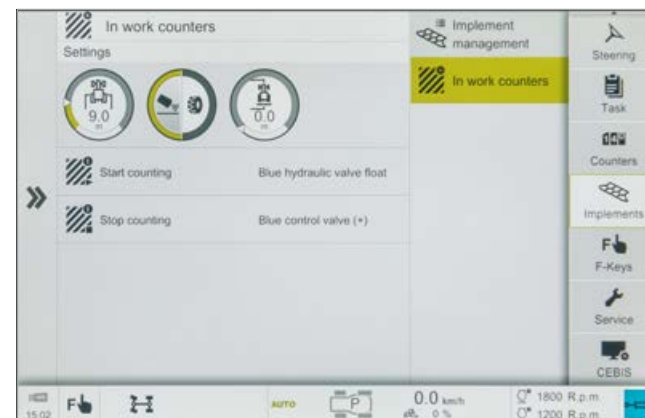 In work counters
Settings
9.0
m
0.0
m
Start counting
Blue hydraulic valve float
Stop counting
Blue control valve (+)
Implement
management
In work counters
Steering
Task
Counters
Implements
F-Keys
Service
CEBIS
15:02
F
AUTO
P
0.0 km/h
0 %
1800 R.p.m.
1200 R.p.m.